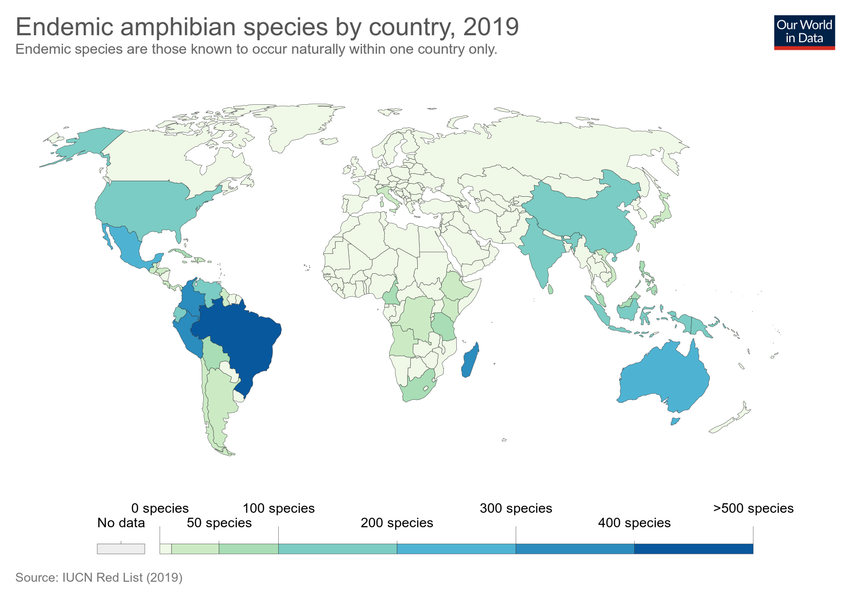 Endemic amphibian species by country, 2019
Endemic species are those known to occur naturally within one country only.
Our World
in Data
0 species
100 species
300 species
>500 species
No data
50 species
200 species
400 species
Source: IUCN Red List (2019)